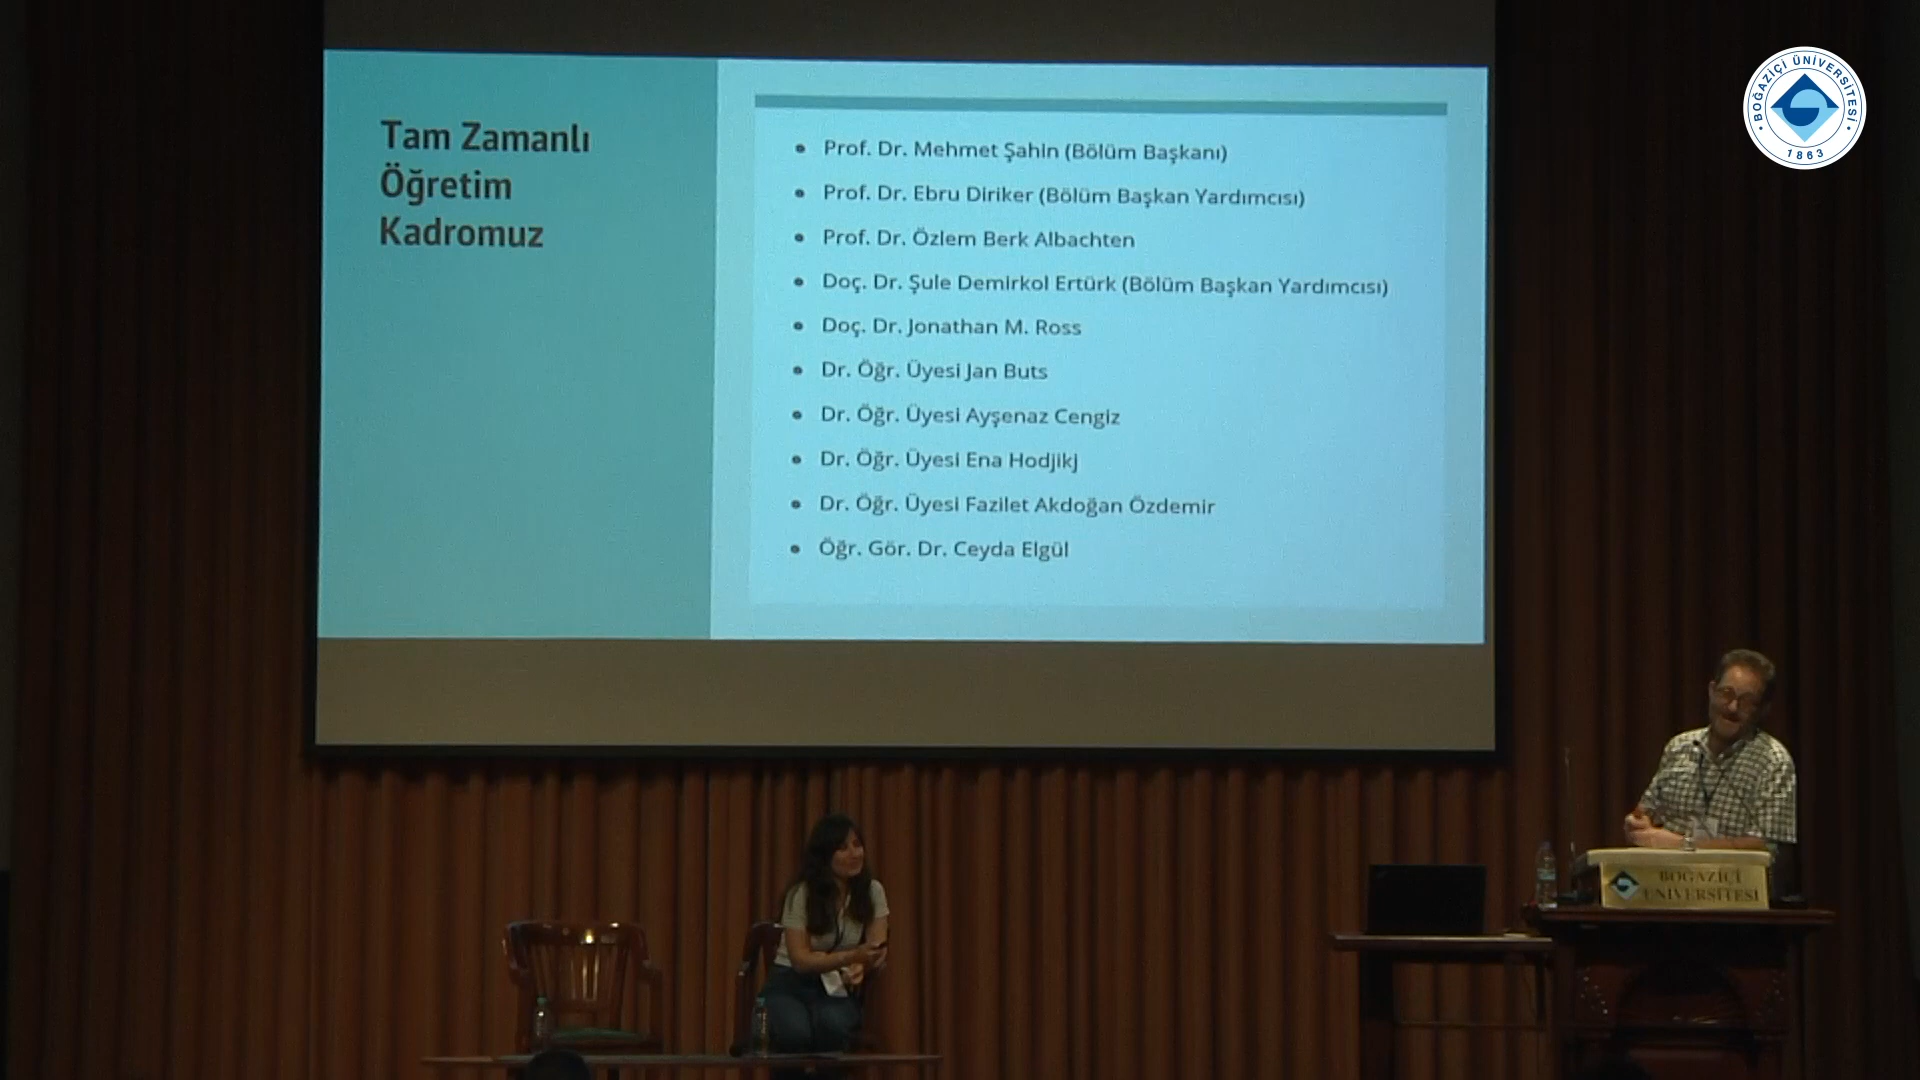 Tam Zamanlı
Öğretim
Kadromuz
• Prof. Dr. Mehmet Şahin (Bölüm Başkanı)
• Prof. Dr. Ebru Diriker (Bölüm Başkan Yardımcısı)
• Prof. Dr. Özlem Berk Albachten
• Doç. Dr. Şule Demirkol Ertürk (Bölüm Başkan Yardımcısı)
• Doç. Dr. Jonathan M. Ross
• Dr. Öğr. Üyesi Jan Buts
• Dr. Öğr. Üyesi Ayşenaz Cengiz
• Dr. Öğr. Üyesi Ena Hodjikj
• Dr. Öğr. Üyesi Fazilet Akdoğan Özdemir
• Öğr. Gör. Dr. Ceyda Elgül
BOĞAZİÇİ ÜNİVERSİTESİ
1863
BOĞAZİÇİ
ÜNİVERSİTESİ